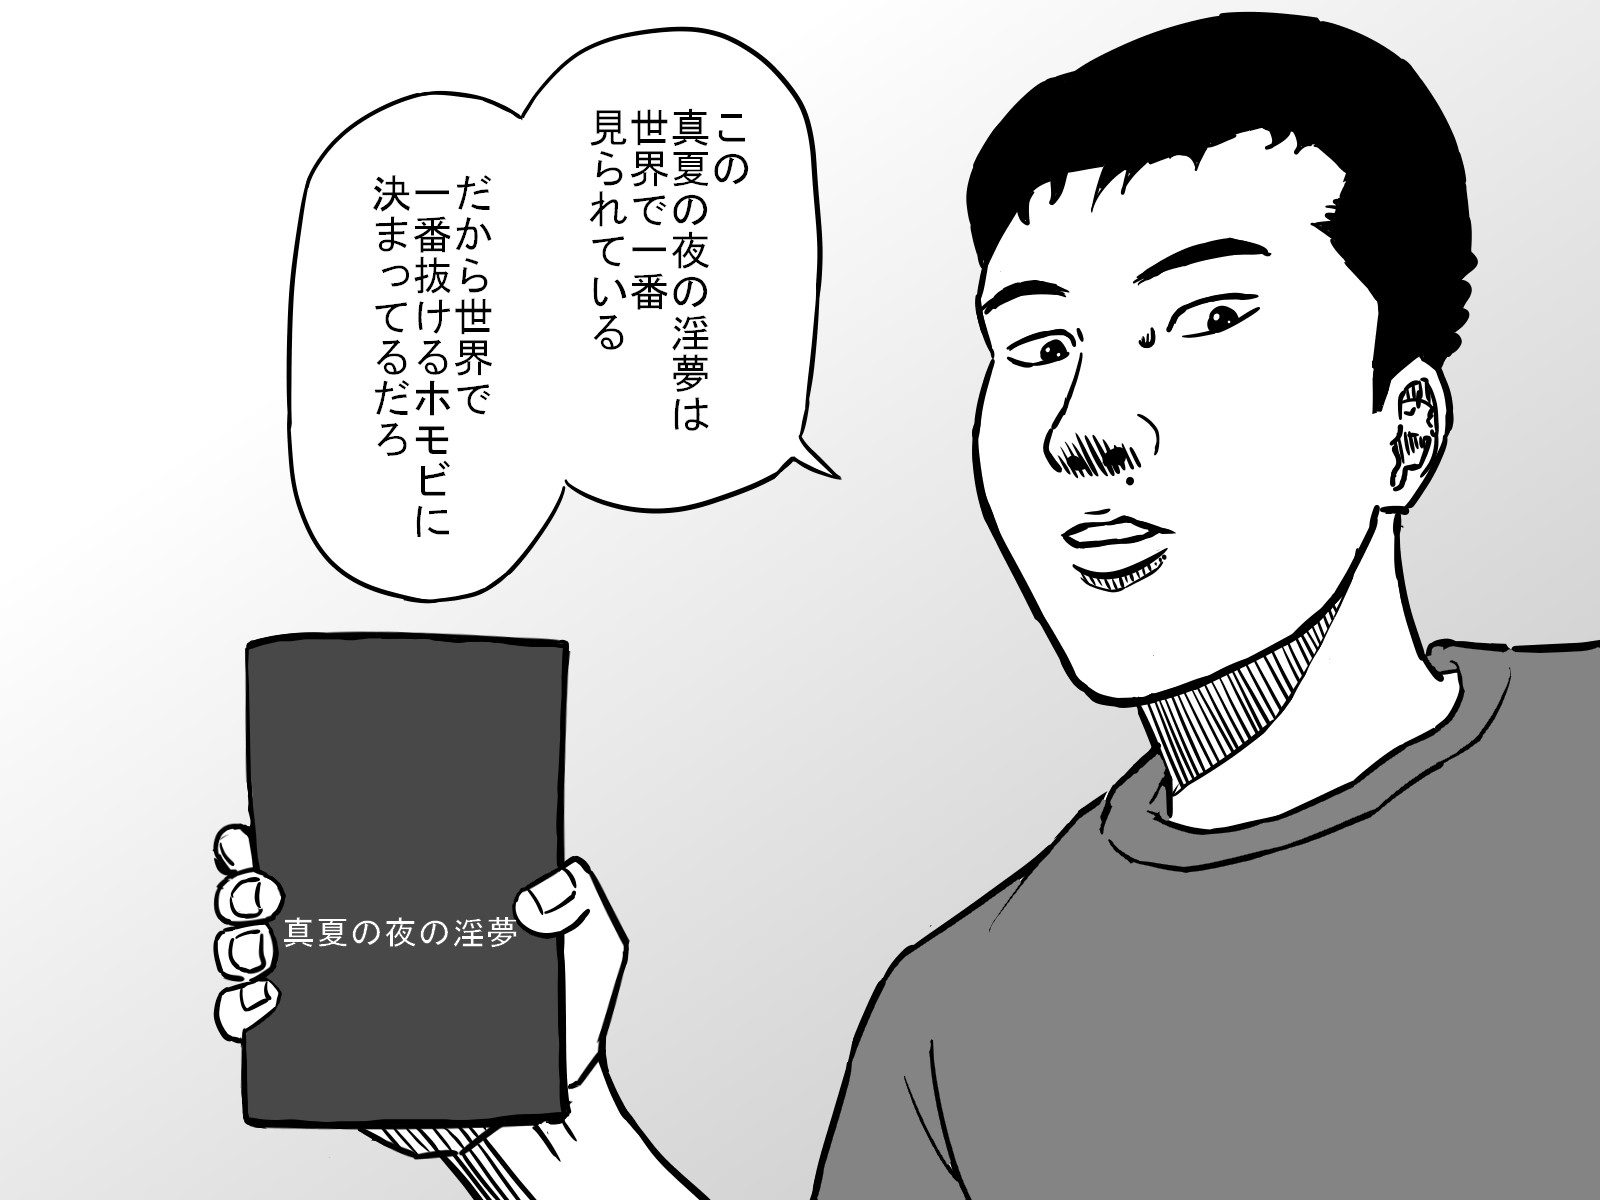 この
真夏の夜の淫夢は
世界で一番
見られている
だから世界で
一番抜けるホモビに
決まってるだろ
真夏の夜の淫夢